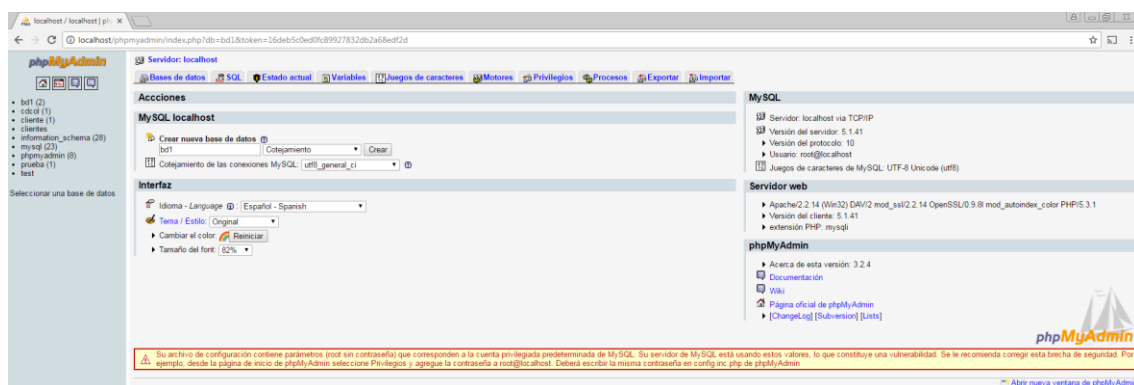 localhost / localhost | ph
localhost/phpmyadmin/index.php?db=bd1&token=16deb5c0ed0fc89927832db2a68edf2d
phpMyAdmin
bd1 (2)
cdcol (1)
cliente (1)
clientes
information_schema (28)
mysql (23)
phpmyadmin (8)
prueba (1)
test
Seleccionar una base de datos
Servidor: localhost
Bases de datos SQL Estado actual Variables Juegos de caracteres Motores Privilegios Procesos Exportar Importar
Accciones
MySQL localhost
Crear nueva base de datos
bd1 Cotejamiento Crear
Cotejamiento de las conexiones MySQL: utf8_general_ci
Interfaz
Idioma - Language : Español - Spanish
Tema / Estilo: Original
Cambiar el color: Reiniciar
Tamaño del font: 82%
MySQL
Servidor: localhost via TCP/IP
Versión del servidor: 5.1.41
Versión del protocolo: 10
Usuario: root@localhost
Juegos de caracteres de MySQL: UTF-8 Unicode (utf8)
Servidor web
Apache/2.2.14 (Win32) DAV/2 mod_ssl/2.2.14 OpenSSL/0.9.8l mod_autoindex_color PHP/5.3.1
Versión del cliente: 5.1.41
extensión PHP: mysqli
phpMyAdmin
Acerca de esta versión: 3.2.4
Documentación
Wiki
Página oficial de phpMyAdmin
[ChangeLog] [Subversion] [Lists]
phpMyAdmin
Su archivo de configuración contiene parámetros (root sin contraseña) que corresponden a la cuenta privilegiada predeterminada de MySQL. Su servidor de MySQL está usando estos valores, lo que constituye una vulnerabilidad. Se le recomienda corregir esta brecha de seguridad. Por
ejemplo, desde la página de inicio de phpMyAdmin seleccione Privilegios y agregue la contraseña a root@localhost. Deberá escribir la misma contraseña en config.inc.php de phpMyAdmin
Abrir nueva ventana de phpMyAdmi